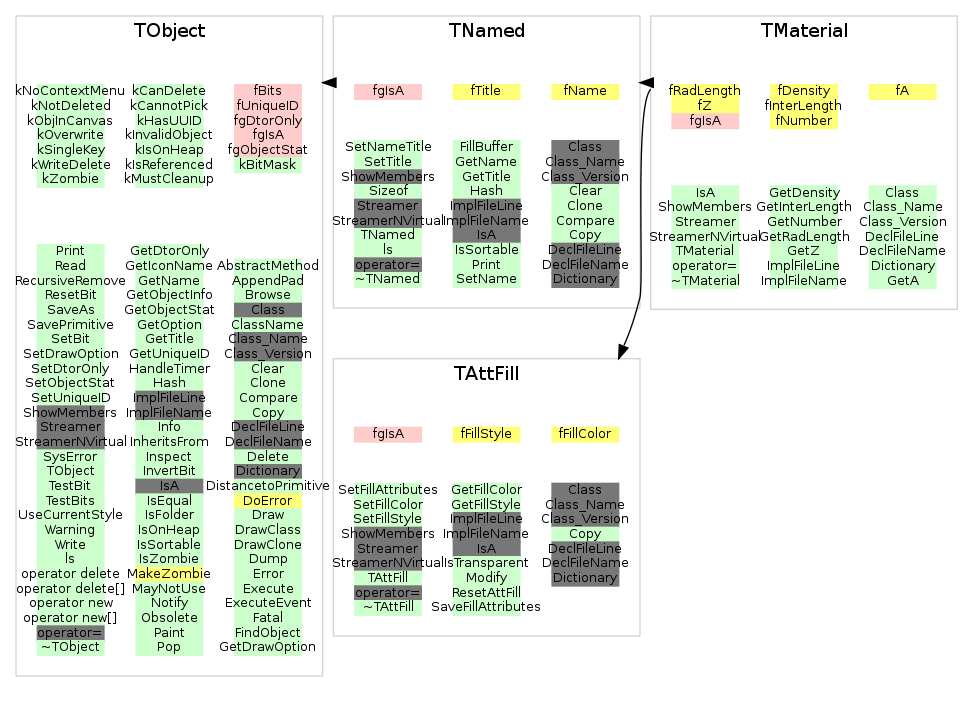 TObject
kNoContextMenu kCanDelete fBits
kNotDeleted kCannotPick fUniqueID
kObjInCanvas kHasUUID fgDtorOnly
kOverwrite kInvalidObject fgIsA
kSingleKey kIsOnHeap fgObjectStat
kWriteDelete kIsReferenced kBitMask
kZombie kMustCleanup
Print GetDtorOnly
Read GetIconName AbstractMethod
RecursiveRemove GetName AppendPad
ResetBit GetObjectInfo Browse
SaveAs GetObjectStat Class
SavePrimitive GetOption ClassName
SetBit GetTitle Class_Name
SetDrawOption GetUniqueID Class_Version
SetDtorOnly HandleTimer Clear
SetObjectStat Hash Clone
SetUniqueID ImplFileLine Compare
ShowMembers ImplFileName Copy
Streamer Info DeclFileLine
StreamerNVirtual InheritsFrom DeclFileName
SysError Inspect Delete
TObject InvertBit Dictionary
TestBit IsA DistancetoPrimitive
TestBits IsEqual DoError
UseCurrentStyle IsFolder Draw
Warning IsOnHeap DrawClass
Write IsSortable DrawClone
ls IsZombie Dump
operator delete MakeZombie Error
operator delete[] MayNotUse Execute
operator new Notify ExecuteEvent
operator new[] Obsolete Fatal
operator= Paint FindObject
~TObject Pop GetDrawOption
TNamed
fgIsA fTitle fName
SetNameTitle FillBuffer Class
SetTitle GetName Class_Name
ShowMembers GetTitle Class_Version
Sizeof Hash Clear
Streamer ImplFileLine Clone
StreamerNVirtual ImplFileName Compare
TNamed IsA Copy
ls IsSortable DeclFileLine
operator= Print DeclFileName
~TNamed SetName Dictionary
TMaterial
fRadLength fDensity fA
fZ fInterLength
fgIsA fNumber
IsA GetDensity Class
ShowMembers GetInterLength Class_Name
Streamer GetNumber Class_Version
StreamerNVirtual GetRadLength DeclFileLine
TMaterial GetZ DeclFileName
operator= ImplFileLine Dictionary
~TMaterial ImplFileName GetA
TAttFill
fgIsA fFillStyle fFillColor
SetFillAttributes GetFillColor Class
SetFillColor GetFillStyle Class_Name
SetFillStyle ImplFileLine Class_Version
ShowMembers ImplFileName Copy
Streamer IsA DeclFileLine
StreamerNVirtual IsTransparent DeclFileName
TAttFill Modify Dictionary
operator= ResetAttFill
~TAttFill SaveFillAttributes